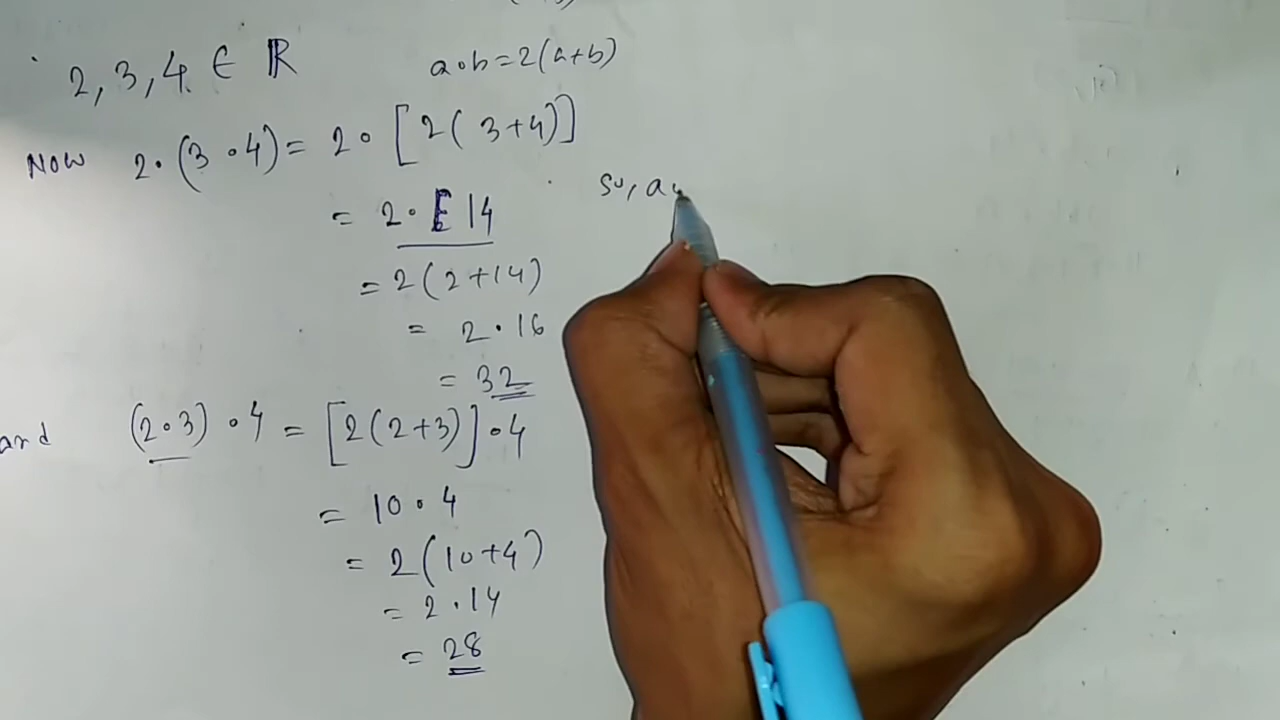 2, 3, 4 ∈ ℝ a∘b = 2(a+b)
Now 2∘(3∘4) = 2∘[2(3+4)]
= 2∘ 14
= 2(2+14)
= 2·16
= 32
and (2∘3)∘4 = [2(2+3)]∘4
= 10∘4
= 2(10+4)
= 2·14
= 28
So, a